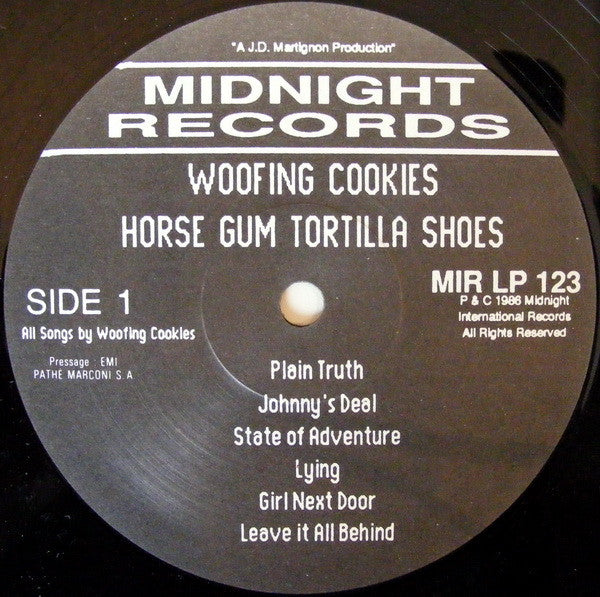 "A J.D. Martignon Production"
MIDNIGHT
RECORDS
WOOFING COOKIES
HORSE GUM TORTILLA SHOES
SIDE 1
All Songs by Woofing Cookies
Pressage : EMI
PATHE MARCONI S.A
MIR LP 123
P & C 1986 Midnight
International Records
All Rights Reserved
Plain Truth
Johnny's Deal
State of Adventure
Lying
Girl Next Door
Leave it All Behind